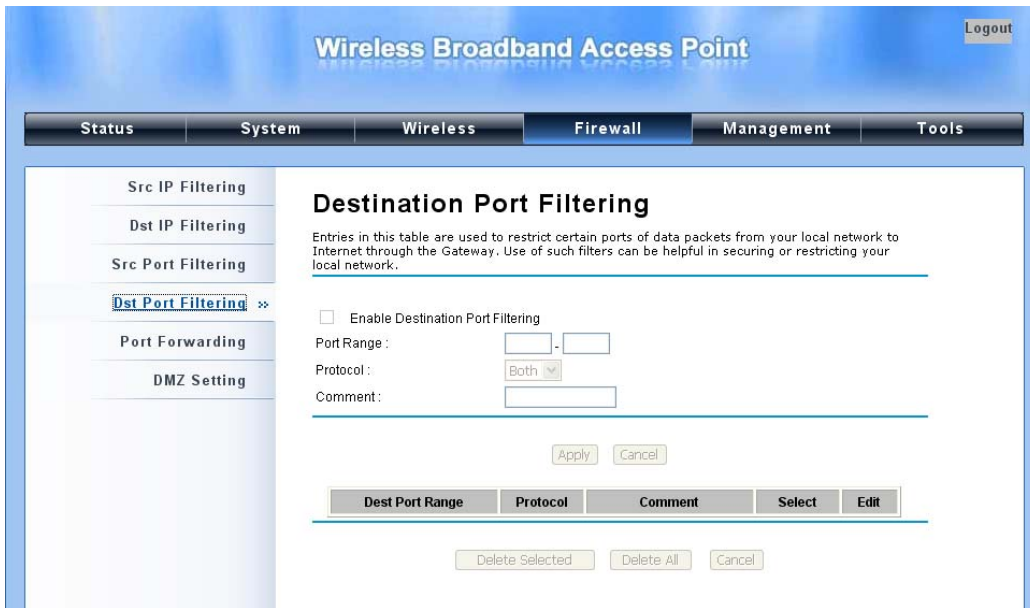 Wireless Broadband Access Point
Logout
Status System Wireless Firewall Management Tools
Src IP Filtering
Dst IP Filtering
Src Port Filtering
Dst Port Filtering »
Port Forwarding
DMZ Setting
Destination Port Filtering
Entries in this table are used to restrict certain ports of data packets from your local network to
Internet through the Gateway. Use of such filters can be helpful in securing or restricting your
local network.
Enable Destination Port Filtering
Port Range : -
Protocol : Both
Comment :
Apply Cancel
Dest Port Range Protocol Comment Select Edit
Delete Selected Delete All Cancel